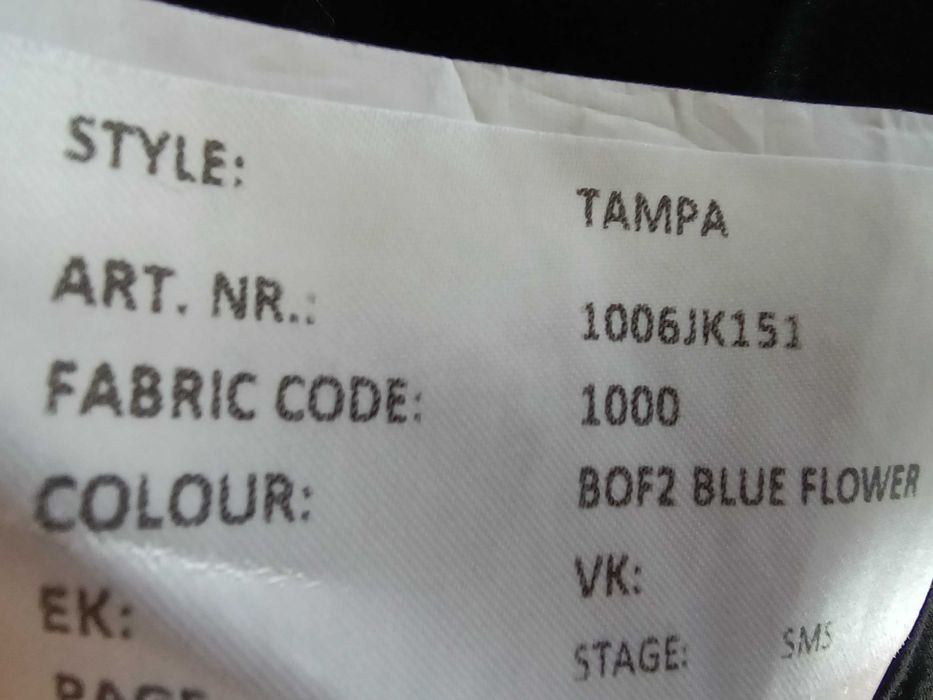 STYLE: TAMPA
ART. NR.: 1006JK151
FABRIC CODE: 1000
COLOUR: BOF2 BLUE FLOWER
EK: VK:
STAGE: SMS